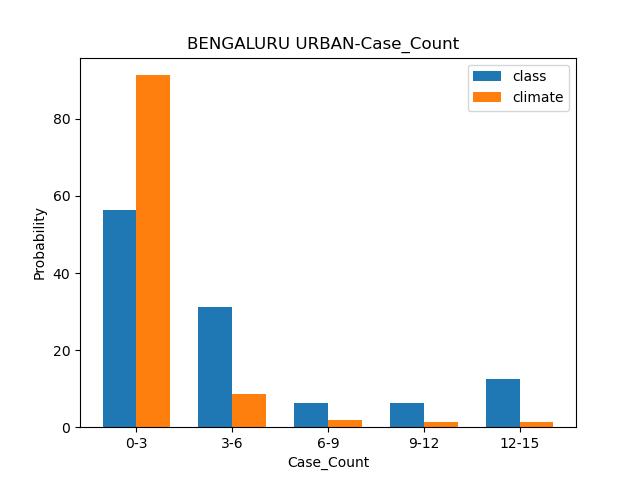 BENGALURU URBAN-Case_Count
class
climate
Probability
80
60
40
20
0
0-3 3-6 6-9 9-12 12-15
Case_Count